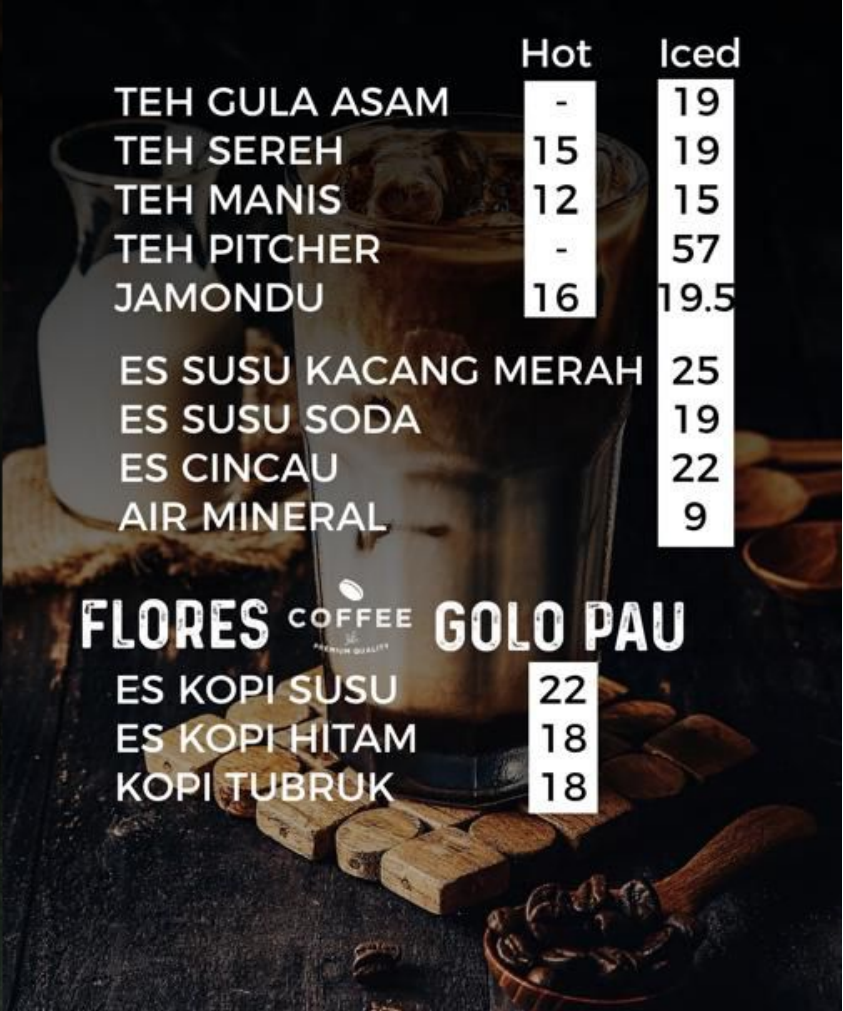 Hot Iced
TEH GULA ASAM - 19
TEH SEREH 15 19
TEH MANIS 12 15
TEH PITCHER - 57
JAMONDU 16 19.5
ES SUSU KACANG MERAH 25
ES SUSU SODA 19
ES CINCAU 22
AIR MINERAL 9
FLORES COFFEE GOLO PAU
PREMIUM QUALITY
ES KOPI SUSU 22
ES KOPI HITAM 18
KOPI TUBRUK 18